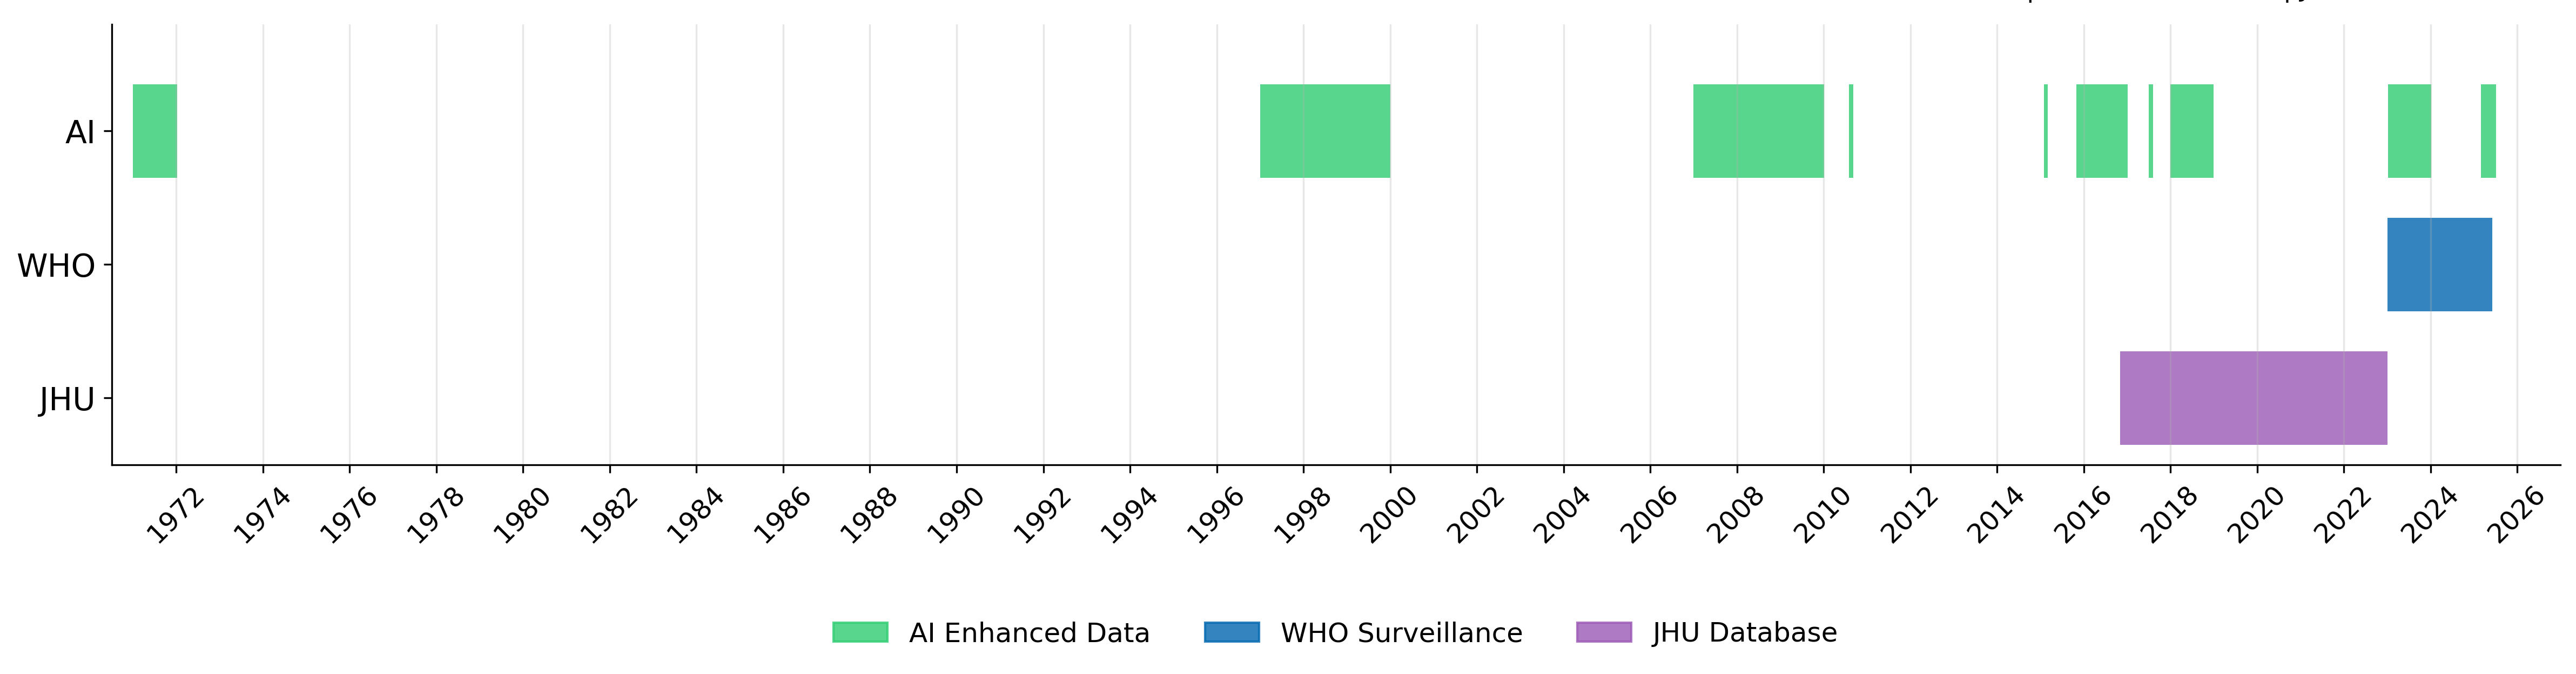 AI
WHO
JHU
1972 1974 1976 1978 1980 1982 1984 1986 1988 1990 1992 1994 1996 1998 2000 2002 2004 2006 2008 2010 2012 2014 2016 2018 2020 2022 2024 2026
AI Enhanced Data WHO Surveillance JHU Database